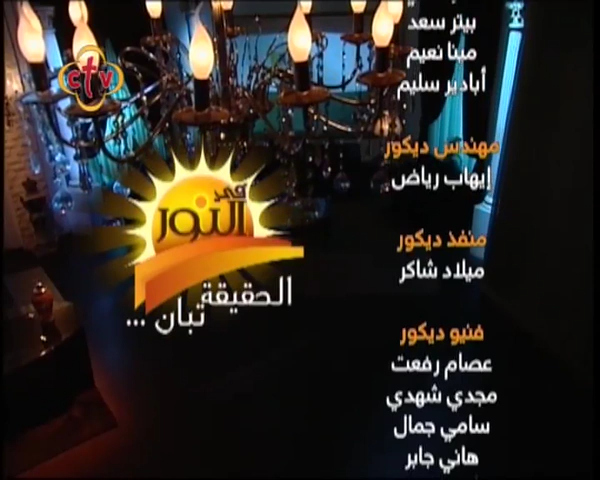 بيتر سعد
مينا نعيم
أبادير سليم
مهندس ديكور
إيهاب رياض
منفذ ديكور
ميلاد شاكر
فنيو ديكور
عصام رفعت
مجدي شهدي
سامي جمال
هاني جابر
ctv
في
النور
الحقيقة
تبان ...